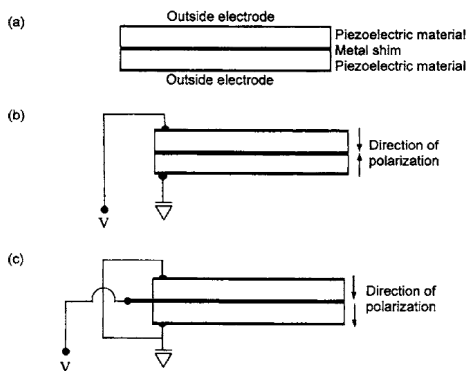 (a)
Outside electrode
Piezoelectric material
Metal shim
Piezoelectric material
Outside electrode
(b)
Direction of
polarization
V
(c)
Direction of
polarization
V